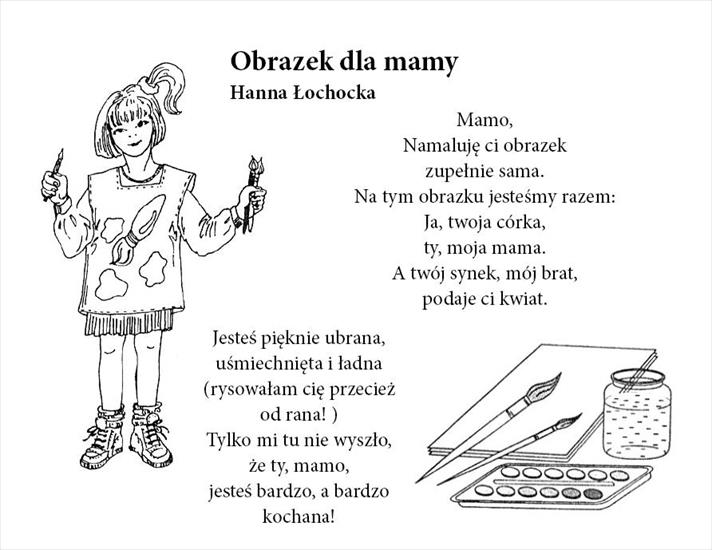 Obrazek dla mamy
Hanna Łochocka
Mamo,
Namaluję ci obrazek
zupełnie sama.
Na tym obrazku jesteśmy razem:
Ja, twoja córka,
ty, moja mama.
A twój synek, mój brat,
podaje ci kwiat.
Jesteś pięknie ubrana,
uśmiechnięta i ładna
(rysowałam cię przecież
od rana! )
Tylko mi tu nie wyszło,
że ty, mamo,
jesteś bardzo, a bardzo
kochana!